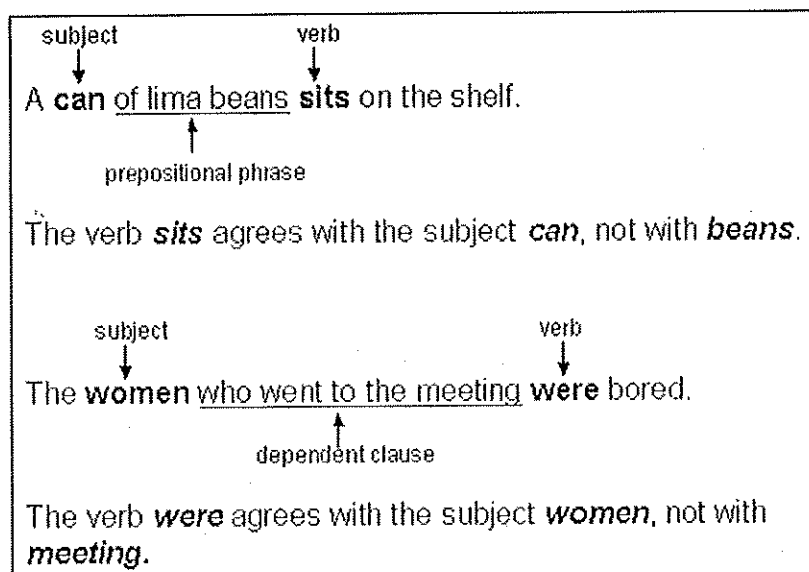 subject verb
A can of lima beans sits on the shelf.
prepositional phrase
The verb sits agrees with the subject can, not with beans.
subject verb
The women who went to the meeting were bored.
dependent clause
The verb were agrees with the subject women, not with
meeting.